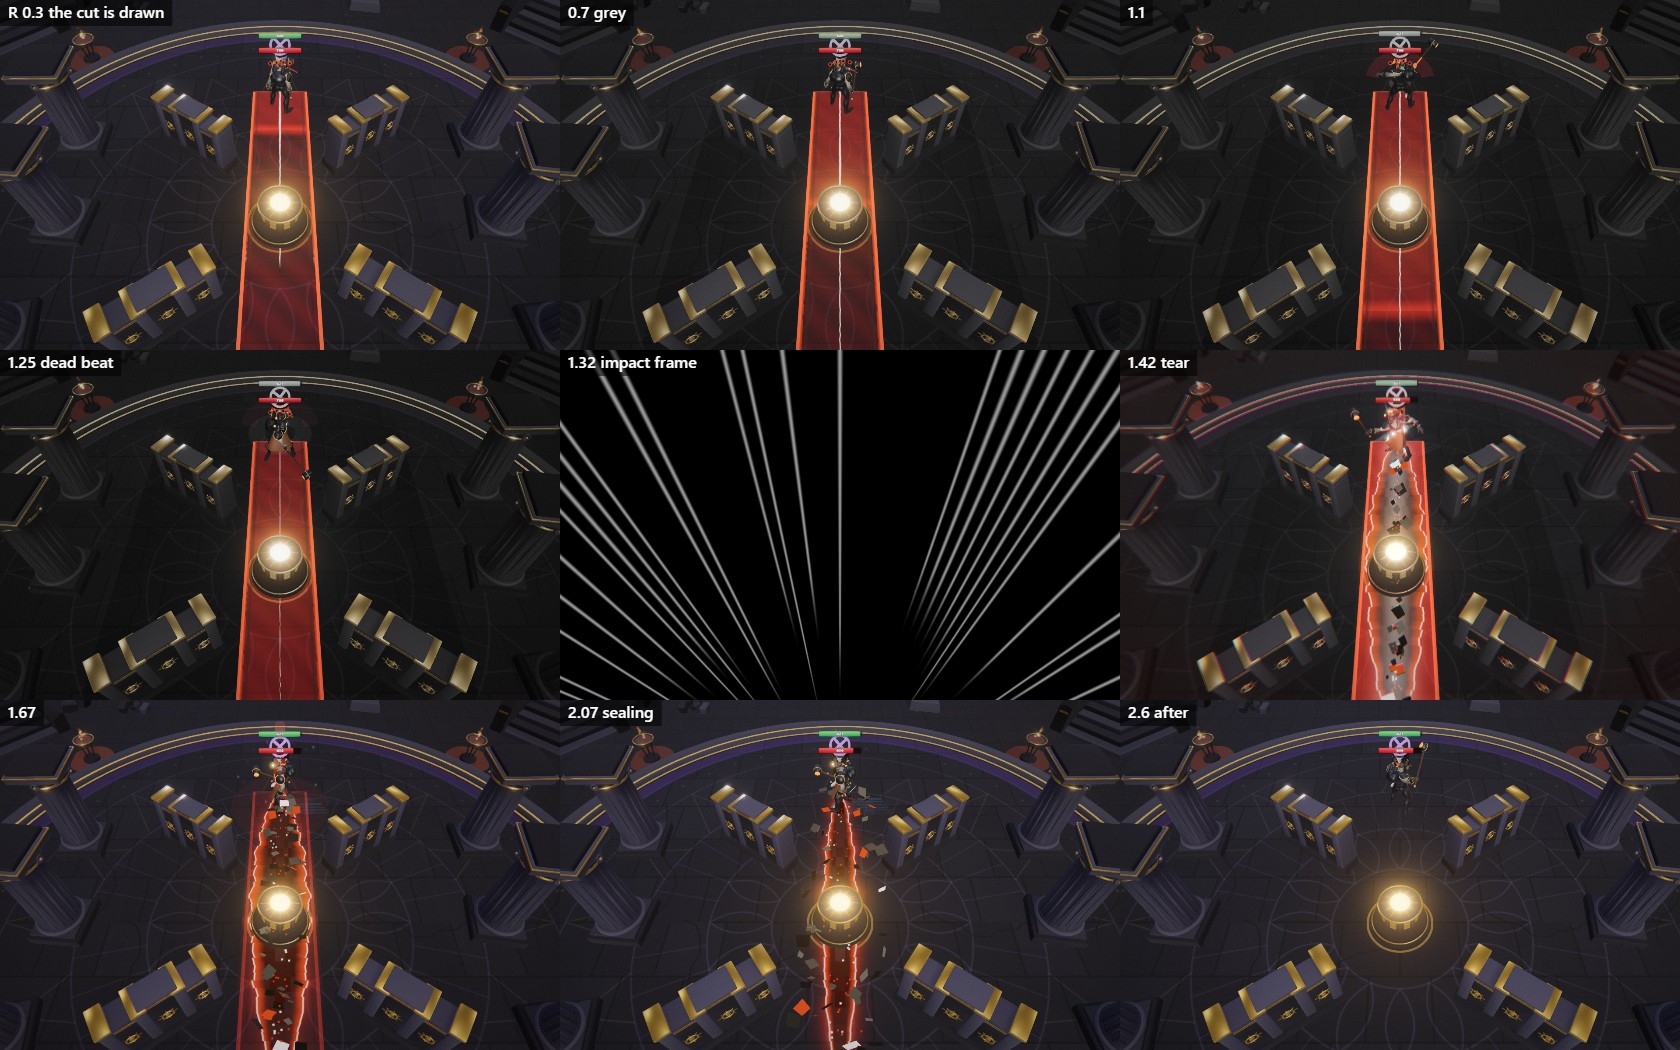 R 0.3 the cut is drawn
0.7 grey
1.1
1.25 dead beat
1.32 impact frame
1.42 tear
1.67
2.07 sealing
2.6 after